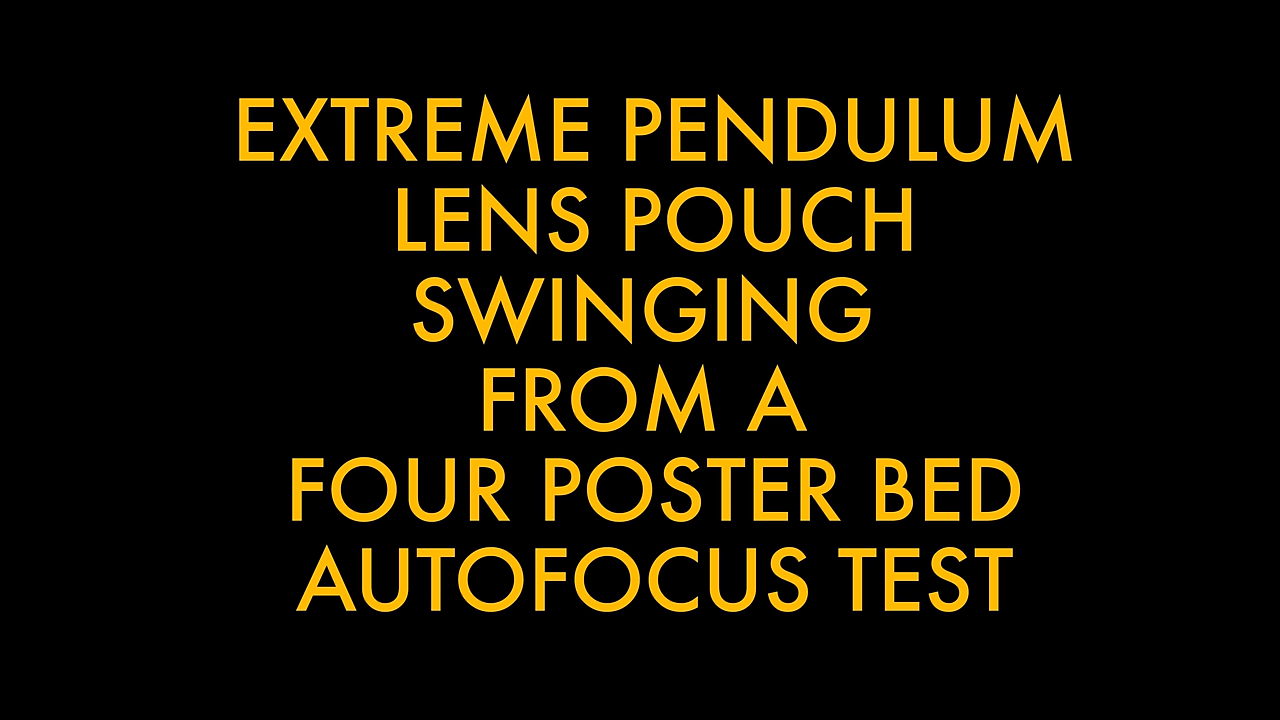 EXTREME PENDULUM
LENS POUCH
SWINGING
FROM A
FOUR POSTER BED
AUTOFOCUS TEST